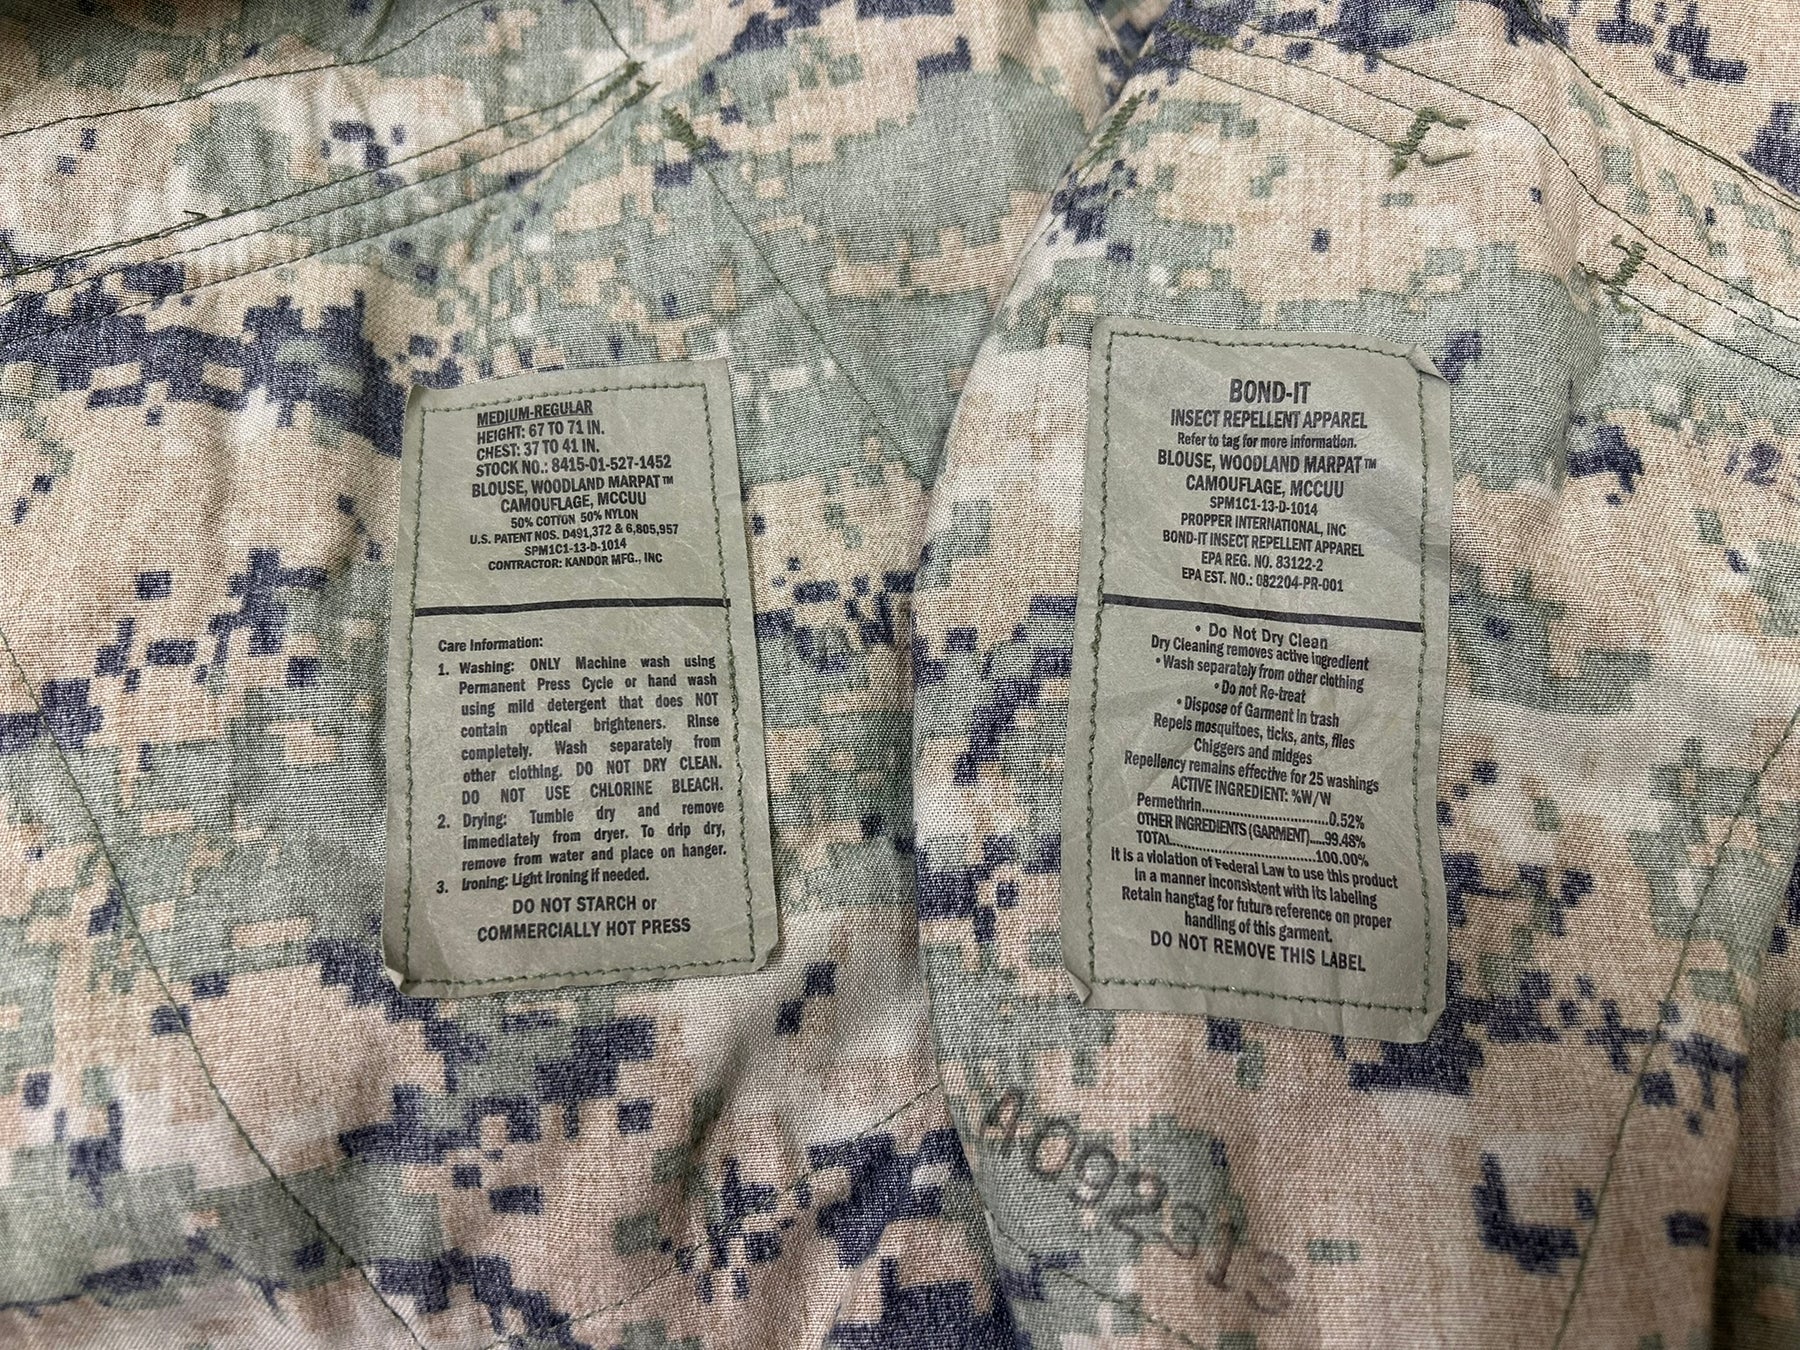 MEDIUM-REGULAR
HEIGHT: 67 TO 71 IN.
CHEST: 37 TO 41 IN.
STOCK NO.: 8415-01-527-1452
BLOUSE, WOODLAND MARPAT™
CAMOUFLAGE, MCCUU
50% COTTON 50% NYLON
U.S. PATENT NOS. D491,372 & 6,805,957
SPM1C1-13-D-1014
CONTRACTOR: KANDOR MFG., INC
Care Information:
1. Washing: ONLY Machine wash using
Permanent Press Cycle or hand wash
using mild detergent that does NOT
contain optical brighteners. Rinse
completely. Wash separately from
other clothing. DO NOT DRY CLEAN.
DO NOT USE CHLORINE BLEACH.
2. Drying: Tumble dry and remove
immediately from dryer. To drip dry,
remove from water and place on hanger.
3. Ironing: Light Ironing if needed.
DO NOT STARCH or
COMMERCIALLY HOT PRESS
BOND-IT
INSECT REPELLENT APPAREL
Refer to tag for more information.
BLOUSE, WOODLAND MARPAT™
CAMOUFLAGE, MCCUU
SPM1C1-13-D-1014
PROPPER INTERNATIONAL, INC
BOND-IT INSECT REPELLENT APPAREL
EPA REG. NO. 83122-2
EPA EST. NO.: 082204-PR-001
• Do Not Dry Clean
Dry Cleaning removes active ingredient
• Wash separately from other clothing
• Do not Re-treat
• Dispose of Garment in trash
Repels mosquitoes, ticks, ants, flies
Chiggers and midges
Repellency remains effective for 25 washings
ACTIVE INGREDIENT: %W/W
Permethrin..............................0.52%
OTHER INGREDIENTS (GARMENT).....99.48%
TOTAL..................................100.00%
It is a violation of Federal Law to use this product
in a manner inconsistent with its labeling
Retain hangtag for future reference on proper
handling of this garment.
DO NOT REMOVE THIS LABEL